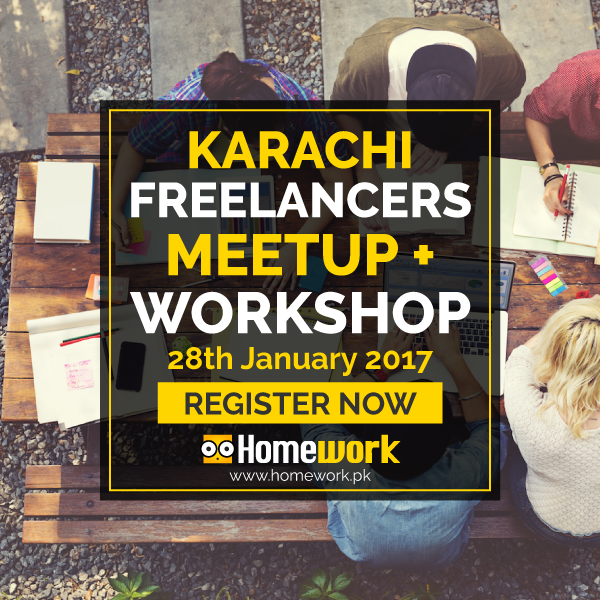 KARACHI
FREELANCERS
MEETUP +
WORKSHOP
28th January 2017
REGISTER NOW
Homework
www.homework.pk